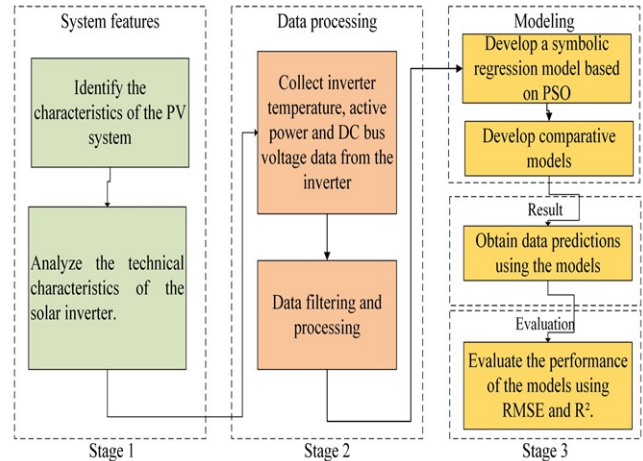 System features
Identify the
characteristics of the PV
system
Analyze the technical
characteristics of the
solar inverter.
Stage 1
Data processing
Collect inverter
temperature, active
power and DC bus
voltage data from the
inverter
Data filtering and
processing
Stage 2
Modeling
Develop a symbolic
regression model based
on PSO
Develop comparative
models
Result
Obtain data predictions
using the models
Evaluation
Evaluate the performance
of the models using
RMSE and R².
Stage 3